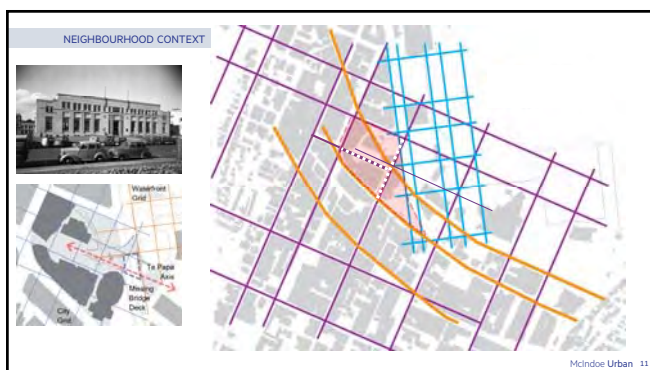 NEIGHBOURHOOD CONTEXT
Waterfront
Grid
Te Papa
Axis
Missing
Bridge
Deck
City
Grid
McIndoe Urban 11